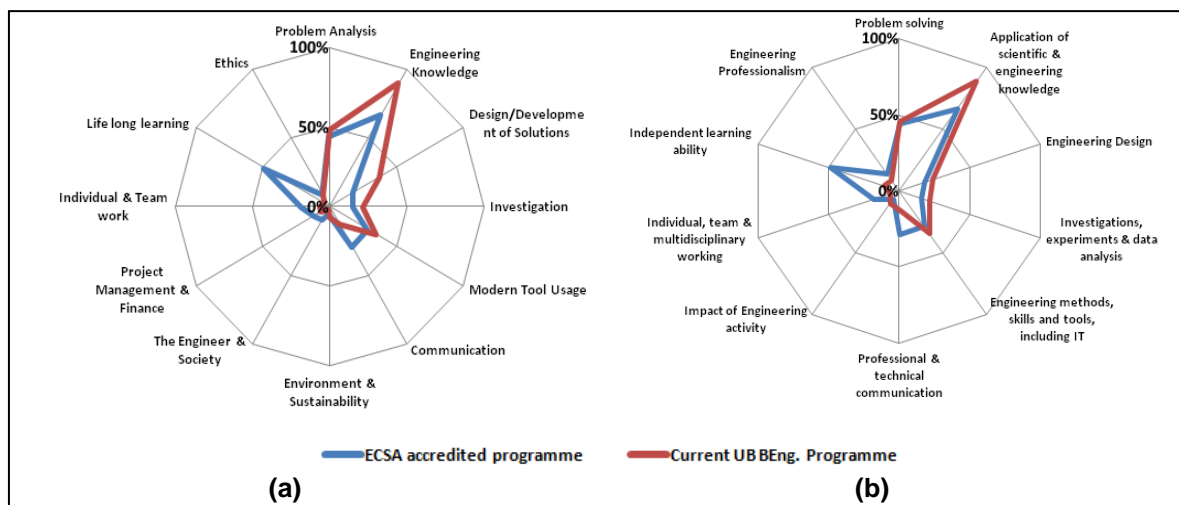 Problem Analysis
100%
Engineering
Knowledge
Design/Developme
nt of Solutions
Investigation
Modern Tool Usage
Communication
Environment &
Sustainability
The Engineer &
Society
Project
Management &
Finance
Individual & Team
work
Life long learning
Ethics
50%
0%
Problem solving
100%
Application of
scientific &
engineering
knowledge
Engineering Design
Investigations,
experiments & data
analysis
Engineering methods,
skills and tools,
including IT
Professional &
technical
communication
Impact of Engineering
activity
Individual, team &
multidisciplinary
working
Independent learning
ability
Engineering
Professionalism
50%
0%
ECSA accredited programme
Current UB BEng. Programme
(a)
(b)